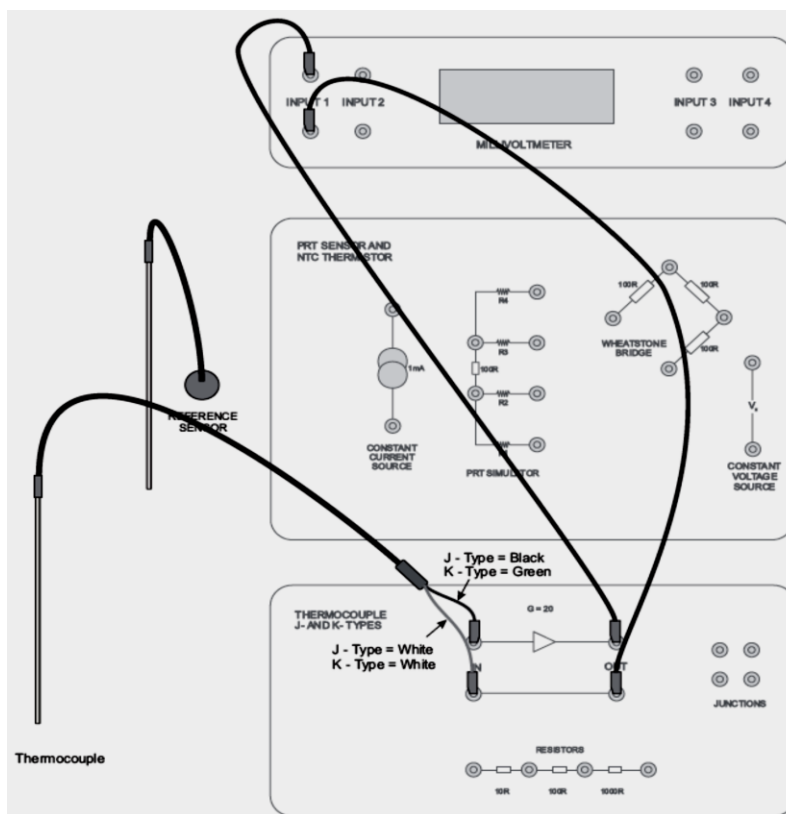 INPUT 1
INPUT 2
INPUT 3
INPUT 4
MILLIVOLTMETER
PRT SENSOR AND
NTC THERMISTOR
100R
100R
R4
WHEATSTONE
BRIDGE
R3
100R
1mA
100R
REFERENCE
SENSOR
R2
Vs
CONSTANT
CURRENT
SOURCE
PRT SIMULATOR
CONSTANT
VOLTAGE
SOURCE
J - Type = Black
K - Type = Green
THERMOCOUPLE
J- AND K- TYPES
G = 20
J - Type = White
K - Type = White
IN
OUT
JUNCTIONS
Thermocouple
RESISTORS
10R
100R
1000R